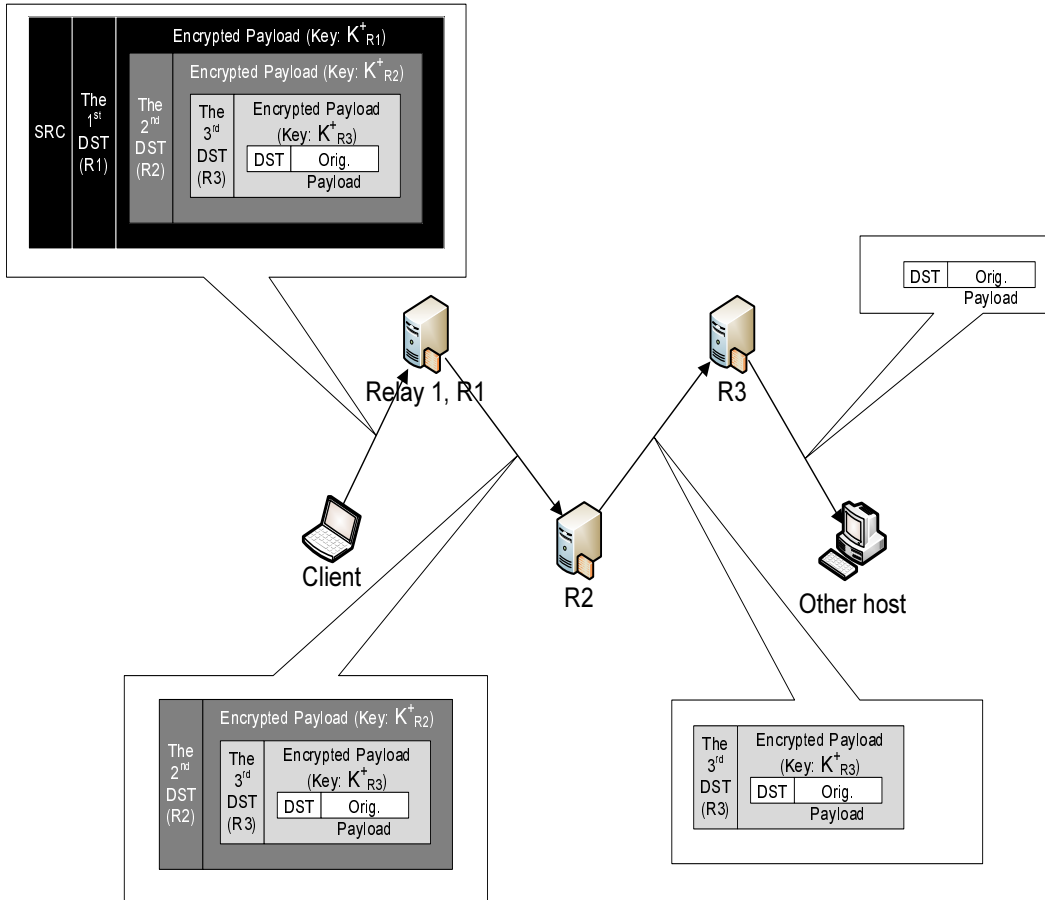 Encrypted Payload (Key: K⁺R1)
SRC
The
1st
DST
(R1)
Encrypted Payload (Key: K⁺R2)
The
2nd
DST
(R2)
The
3rd
DST
(R3)
Encrypted Payload
(Key: K⁺R3)
DST
Orig.
Payload
DST
Orig.
Payload
Relay 1, R1
R3
Client
R2
Other host
The
2nd
DST
(R2)
Encrypted Payload (Key: K⁺R2)
The
3rd
DST
(R3)
Encrypted Payload
(Key: K⁺R3)
DST
Orig.
Payload
The
3rd
DST
(R3)
Encrypted Payload
(Key: K⁺R3)
DST
Orig.
Payload